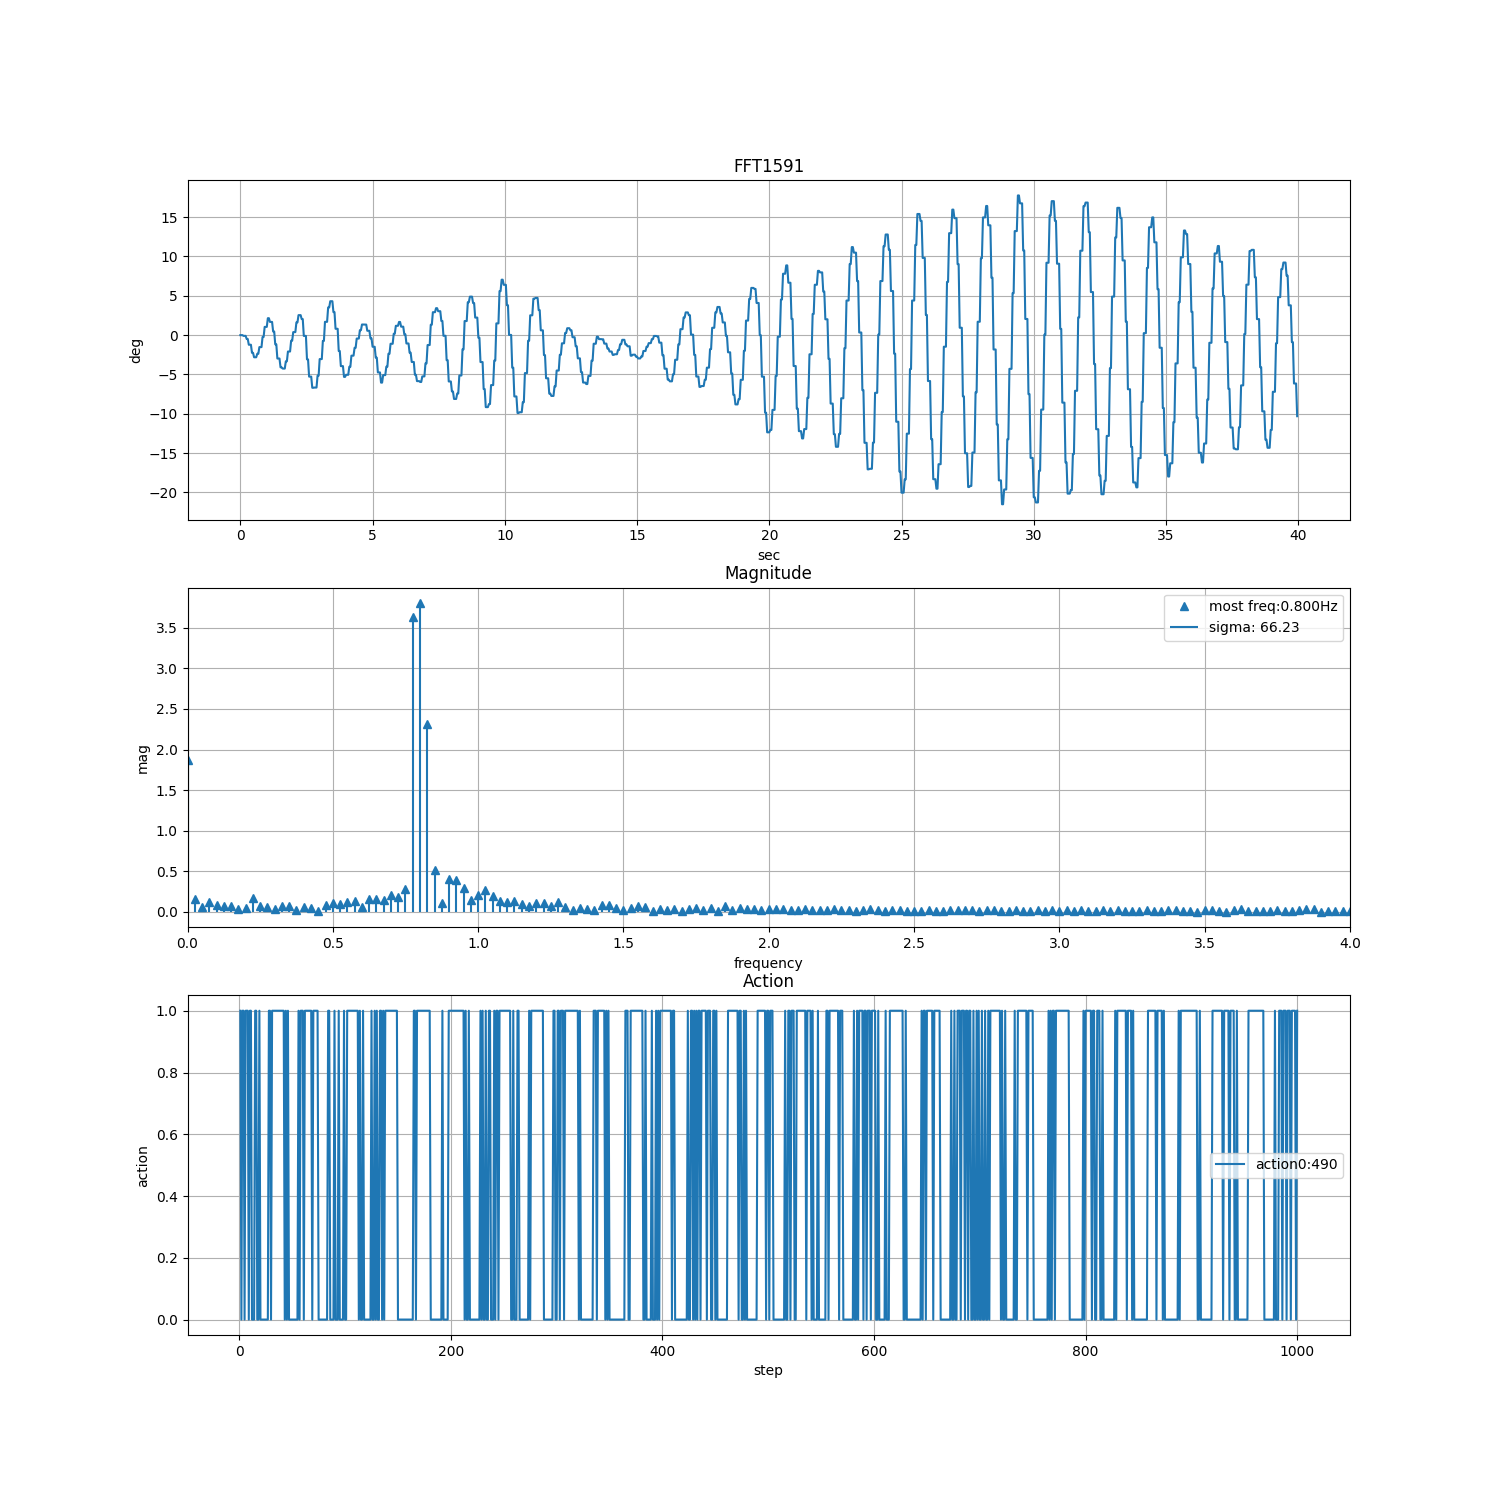 FFT1591
15
10
5
0
−5
−10
−15
−20
deg
0 5 10 15 20 25 30 35 40
sec
Magnitude
most freq:0.800Hz
sigma: 66.23
3.5
3.0
2.5
2.0
1.5
1.0
0.5
0.0
mag
0.0 0.5 1.0 1.5 2.0 2.5 3.0 3.5 4.0
frequency
Action
1.0
0.8
0.6
0.4
0.2
0.0
action
action0:490
0 200 400 600 800 1000
step